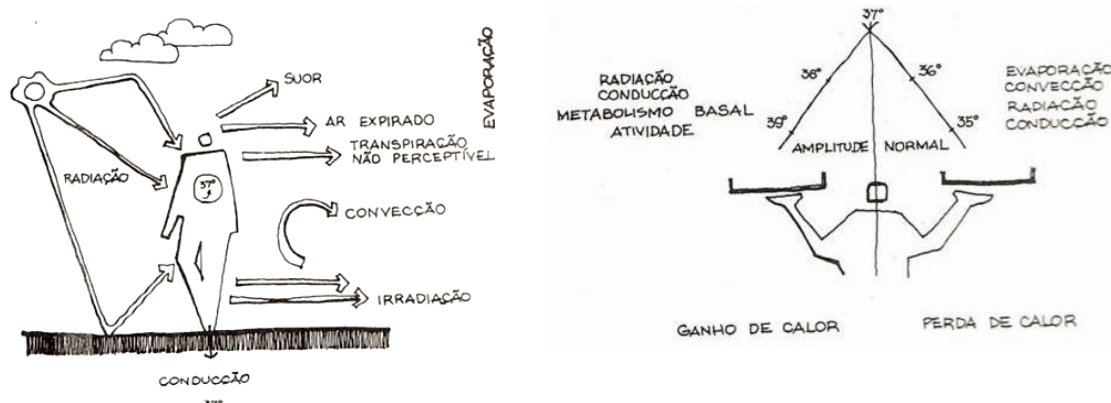 EVAPORAÇÃO
SUOR
AR EXPIRADO
TRANSPIRAÇÃO
NÃO PERCEPTÍVEL
RADIAÇÃO
37°
CONVECÇÃO
IRRADIAÇÃO
CONDUCÇÃO
37°
38°
36°
39°
35°
RADIAÇÃO
CONDUCÇÃO
METABOLISMO BASAL
ATIVIDADE
EVAPORAÇÃO
CONVECÇÃO
RADIAÇÃO
CONDUCÇÃO
AMPLITUDE NORMAL
GANHO DE CALOR
PERDA DE CALOR